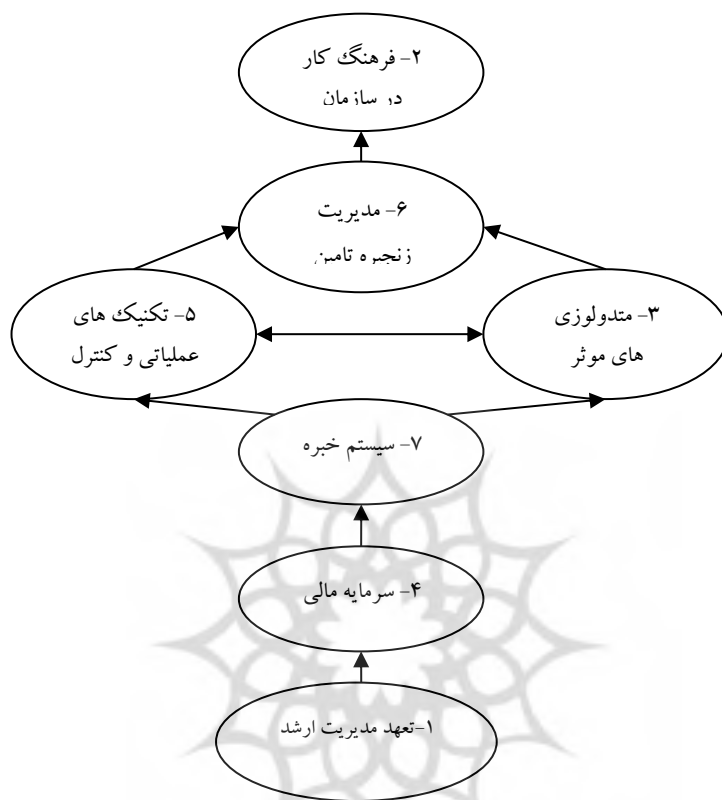 ۲- فرهنگ کار
در سازمان
۶- مدیریت
زنجیره تامین
۳- متدولوزی
های موثر
۵- تکنیک های
عملیاتی و کنترل
۷- سیستم خبره
۴- سرمایه مالی
۱-تعهد مدیریت ارشد